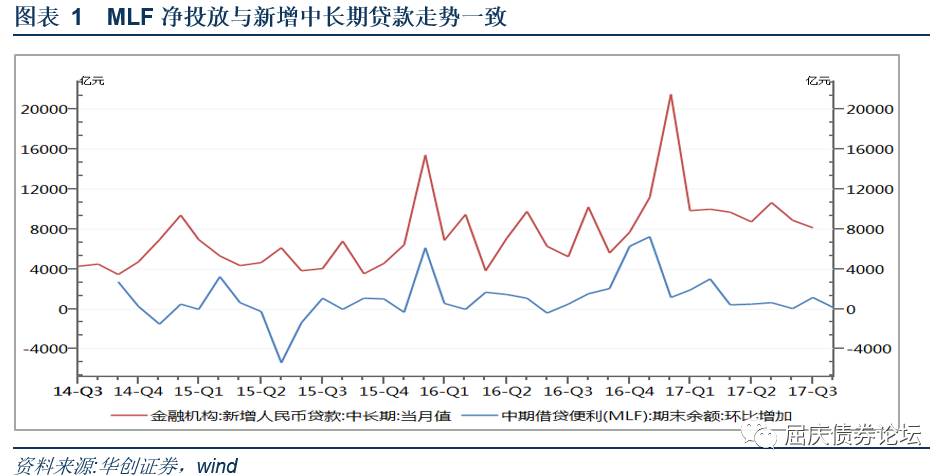 图表 1 MLF 净投放与新增中长期贷款走势一致
亿元 亿元
20000 20000
16000 16000
12000 12000
8000 8000
4000 4000
0 0
-4000 -4000
14-Q3 14-Q4 15-Q1 15-Q2 15-Q3 15-Q4 16-Q1 16-Q2 16-Q3 16-Q4 17-Q1 17-Q2 17-Q3
金融机构:新增人民币贷款:中长期:当月值 中期借贷便利(MLF):期末余额:环比增加
屈庆债券论坛
资料来源:华创证券，wind